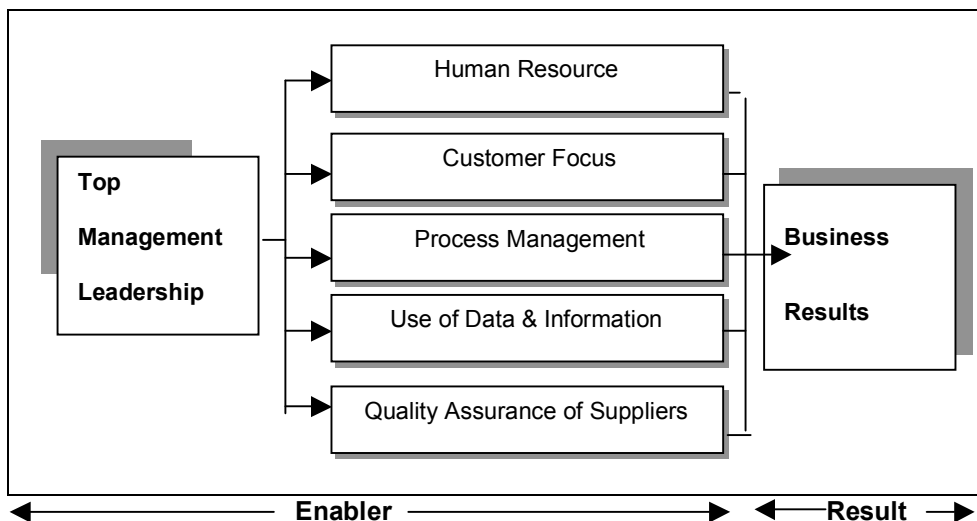 Human Resource
Customer Focus
Top
Management
Leadership
Process Management
Business
Results
Use of Data & Information
Quality Assurance of Suppliers
Enabler
Result